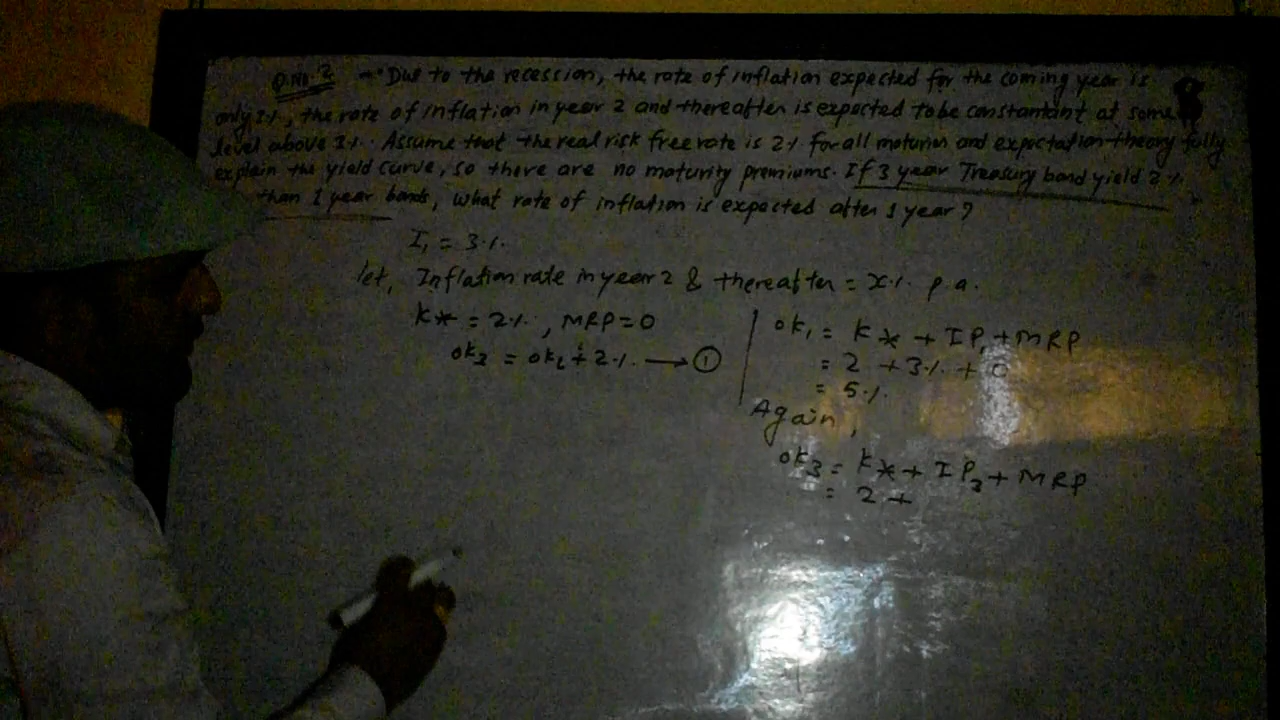 Q.No. 2 → Due to the recession, the rate of inflation expected for the coming year is
only 3%, the rate of inflation in year 2 and thereafter is expected to be constantant at some
level above 3%. Assume that the real risk free rate is 2% for all maturies and expectation theory fully
explain the yield curve, so there are no maturity premiums. If 3 year Treasury bond yield 2%
than 1 year bonds, what rate of inflation is expected after 1 year?
I₁ = 3%.
let, Inflation rate in year 2 & thereafter = x% p.a.
K* = 2%, MRP = 0
ok₃ = ok₁ + 2% → ①
ok₁ = K* + IP₁ + MRP
= 2 + 3% + 0
= 5%.
Again,
ok₃ = K* + IP₃ + MRP
= 2 +